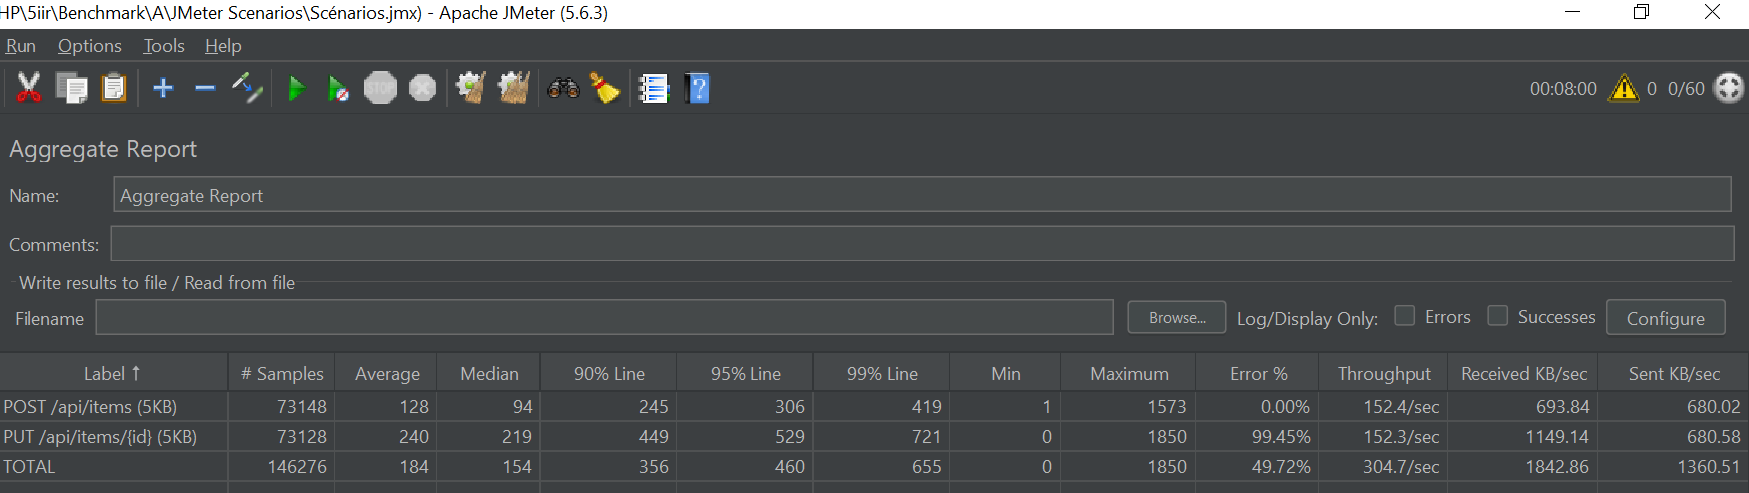 HP\5iir\Benchmark\A\JMeter Scenarios\Scénarios.jmx) - Apache JMeter (5.6.3)
Run Options Tools Help
STOP ? 00:08:00 0 0/60
Aggregate Report
Name: Aggregate Report
Comments:
Write results to file / Read from file
Filename Browse... Log/Display Only: Errors Successes Configure
Label ↑ # Samples Average Median 90% Line 95% Line 99% Line Min Maximum Error % Throughput Received KB/sec Sent KB/sec
POST /api/items (5KB) 73148 128 94 245 306 419 1 1573 0.00% 152.4/sec 693.84 680.02
PUT /api/items/{id} (5KB) 73128 240 219 449 529 721 0 1850 99.45% 152.3/sec 1149.14 680.58
TOTAL 146276 184 154 356 460 655 0 1850 49.72% 304.7/sec 1842.86 1360.51